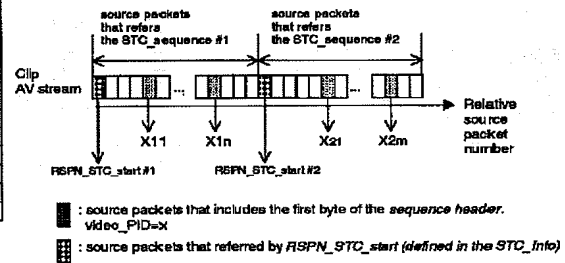 source packets that refers the STC_sequence #1
source packets that refers the STC_sequence #2
Clip AV stream
...
...
Relative source packet number
X11
X1n
X21
X2m
RSPN_STC_start #1
RSPN_STC_start #2
: source packets that includes the first byte of the sequence header.
video_PID=x
: source packets that referred by RSPN_STC_start (defined in the STC_Info)